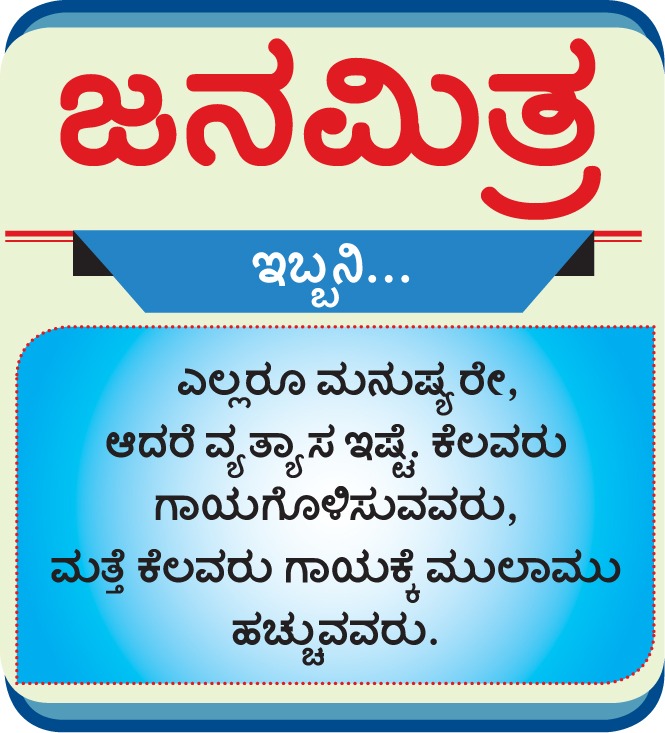 ಜನಮಿತ್ರ
ಇಬ್ಬನಿ...
ಎಲ್ಲರೂ ಮನುಷ್ಯರೇ,
ಆದರೆ ವ್ಯತ್ಯಾಸ ಇಷ್ಟೆ. ಕೆಲವರು
ಗಾಯಗೊಳಿಸುವವರು,
ಮತ್ತೆ ಕೆಲವರು ಗಾಯಕ್ಕೆ ಮುಲಾಮು
ಹಚ್ಚುವವರು.